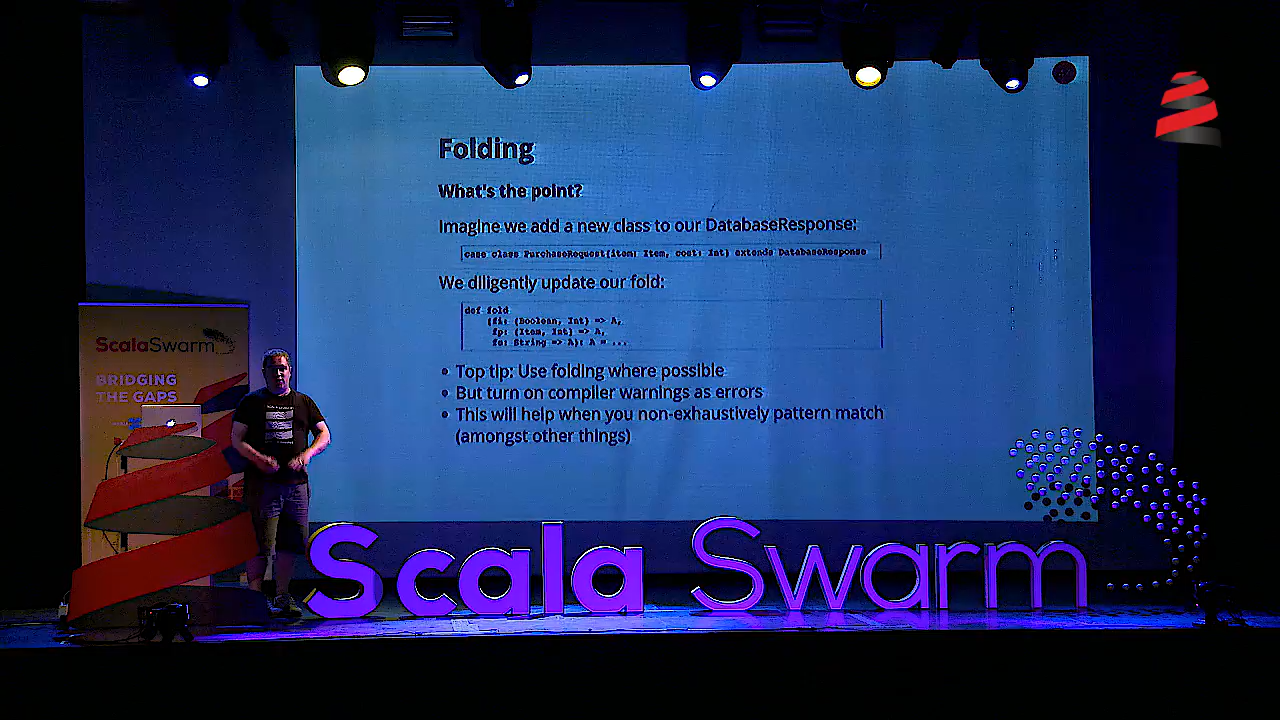 Folding
What's the point?
Imagine we add a new class to our DatabaseResponse:
case class PurchaseRequest(item: Item, cost: Int) extends DatabaseResponse
We diligently update our fold:
def fold
(fi: (Boolean, Int) => A,
fp: (Item, Int) => A,
fe: String => A): A = ...
• Top tip: Use folding where possible
• But turn on compiler warnings as errors
• This will help when you non-exhaustively pattern match
(amongst other things)
ScalaSwarm
BRIDGING
THE GAPS
Scala Swarm